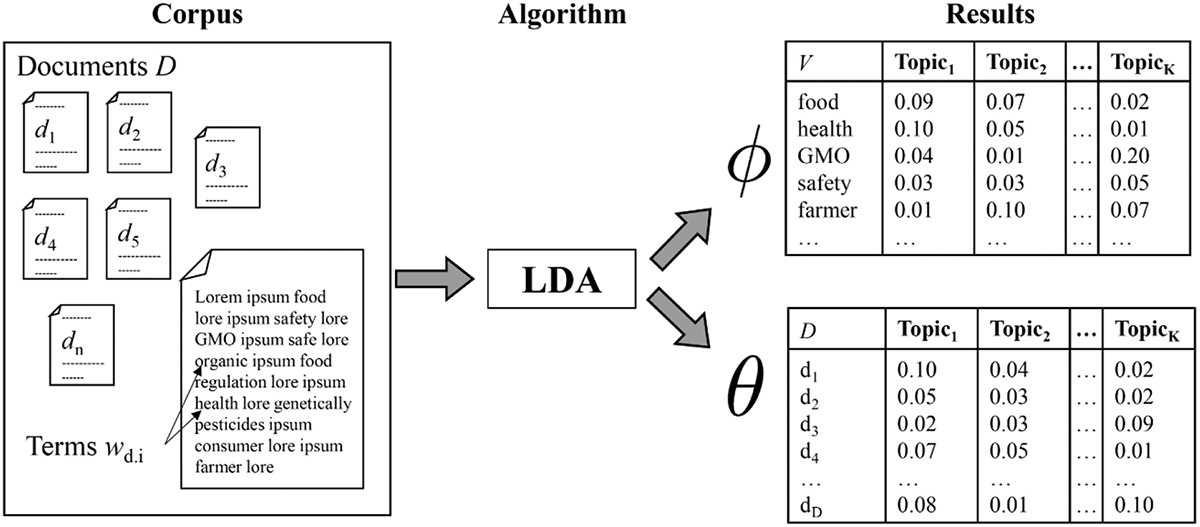 Corpus
Documents D
d1
d2
d3
d4
d5
dn
Lorem ipsum food
lore ipsum safety lore
GMO ipsum safe lore
organic ipsum food
regulation lore ipsum
health lore genetically
pesticides ipsum
consumer lore ipsum
farmer lore
Terms wd.i
Algorithm
LDA
Results
ϕ
V Topic1 Topic2 ... TopicK
food 0.09 0.07 ... 0.02
health 0.10 0.05 ... 0.01
GMO 0.04 0.01 ... 0.20
safety 0.03 0.03 ... 0.05
farmer 0.01 0.10 ... 0.07
... ... ... ...
θ
D Topic1 Topic2 ... TopicK
d1 0.10 0.04 ... 0.02
d2 0.05 0.03 ... 0.02
d3 0.02 0.03 ... 0.09
d4 0.07 0.05 ... 0.01
... ... ... ... ...
dD 0.08 0.01 ... 0.10